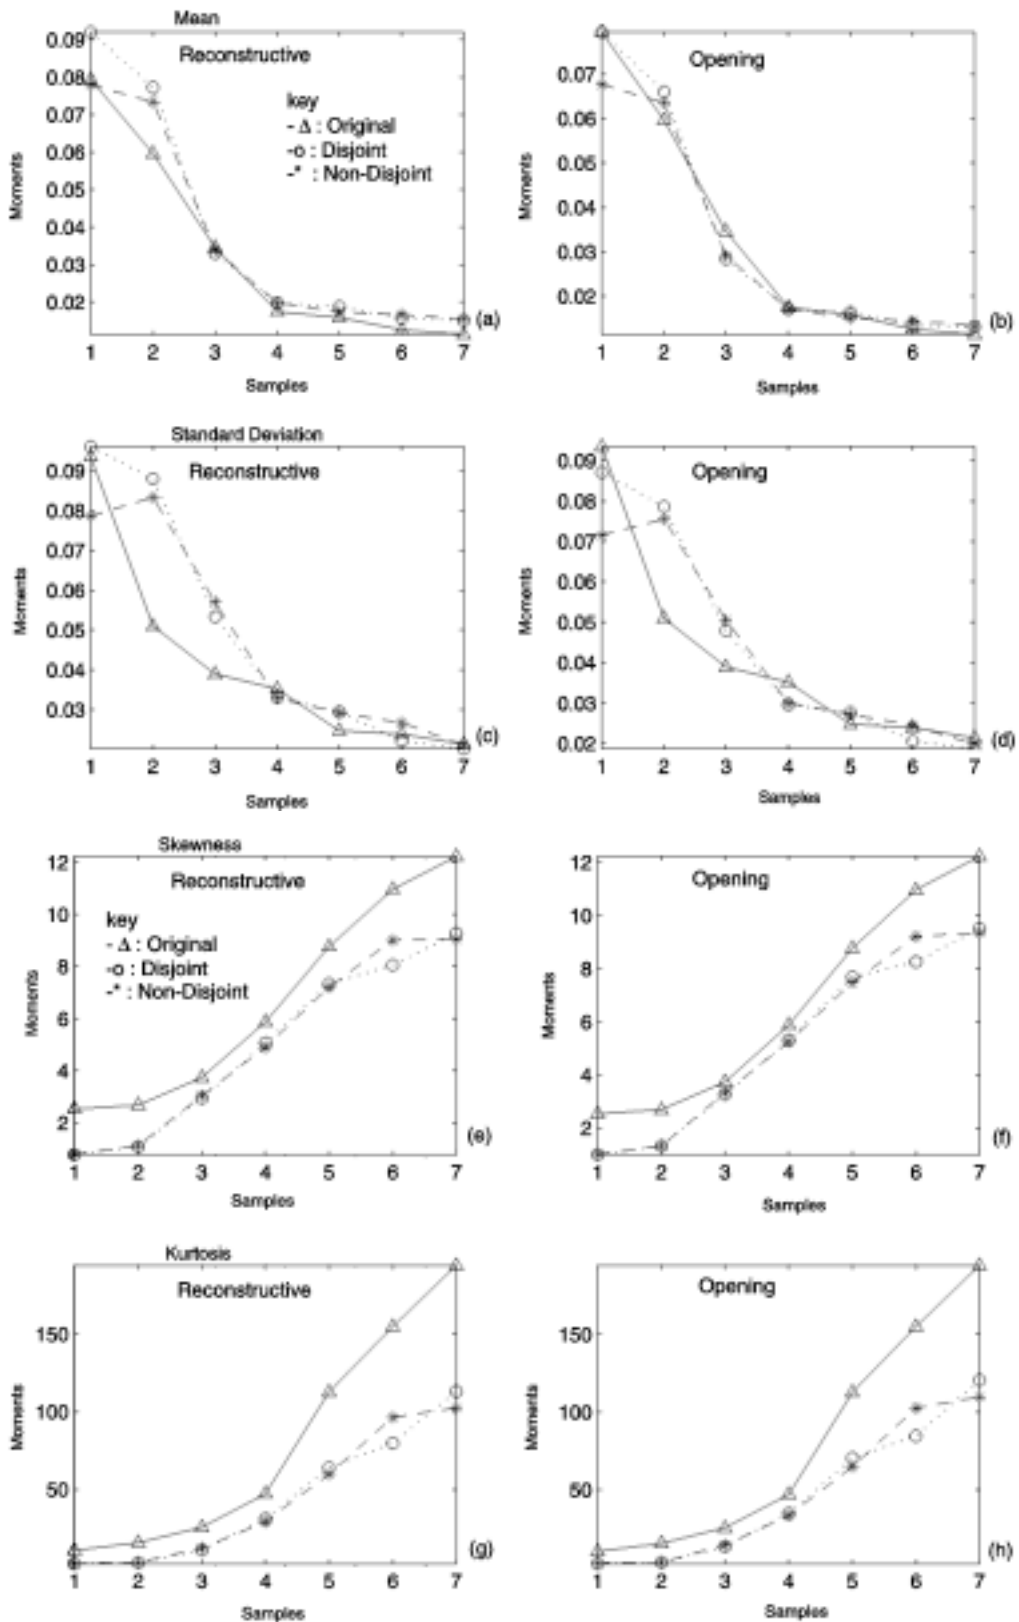 Mean
0.09
0.08
0.07
0.06
0.05
0.04
0.03
0.02
Moments
Reconstructive
key
- Δ : Original
-o : Disjoint
-* : Non-Disjoint
(a)
1 2 3 4 5 6 7
Samples
0.07
0.06
0.05
0.04
0.03
0.02
Moments
Opening
(b)
1 2 3 4 5 6 7
Samples
Standard Deviation
0.09
0.08
0.07
0.06
0.05
0.04
0.03
Moments
Reconstructive
(c)
1 2 3 4 5 6 7
Samples
0.09
0.08
0.07
0.06
0.05
0.04
0.03
0.02
Moments
Opening
(d)
1 2 3 4 5 6 7
Samples
Skewness
12
10
8
6
4
2
Moments
Reconstructive
key
- Δ : Original
-o : Disjoint
-* : Non-Disjoint
(e)
1 2 3 4 5 6 7
Samples
12
10
8
6
4
2
Moments
Opening
(f)
1 2 3 4 5 6 7
Samples
Kurtosis
150
100
50
Moments
Reconstructive
(g)
1 2 3 4 5 6 7
Samples
150
100
50
Moments
Opening
(h)
1 2 3 4 5 6 7
Samples